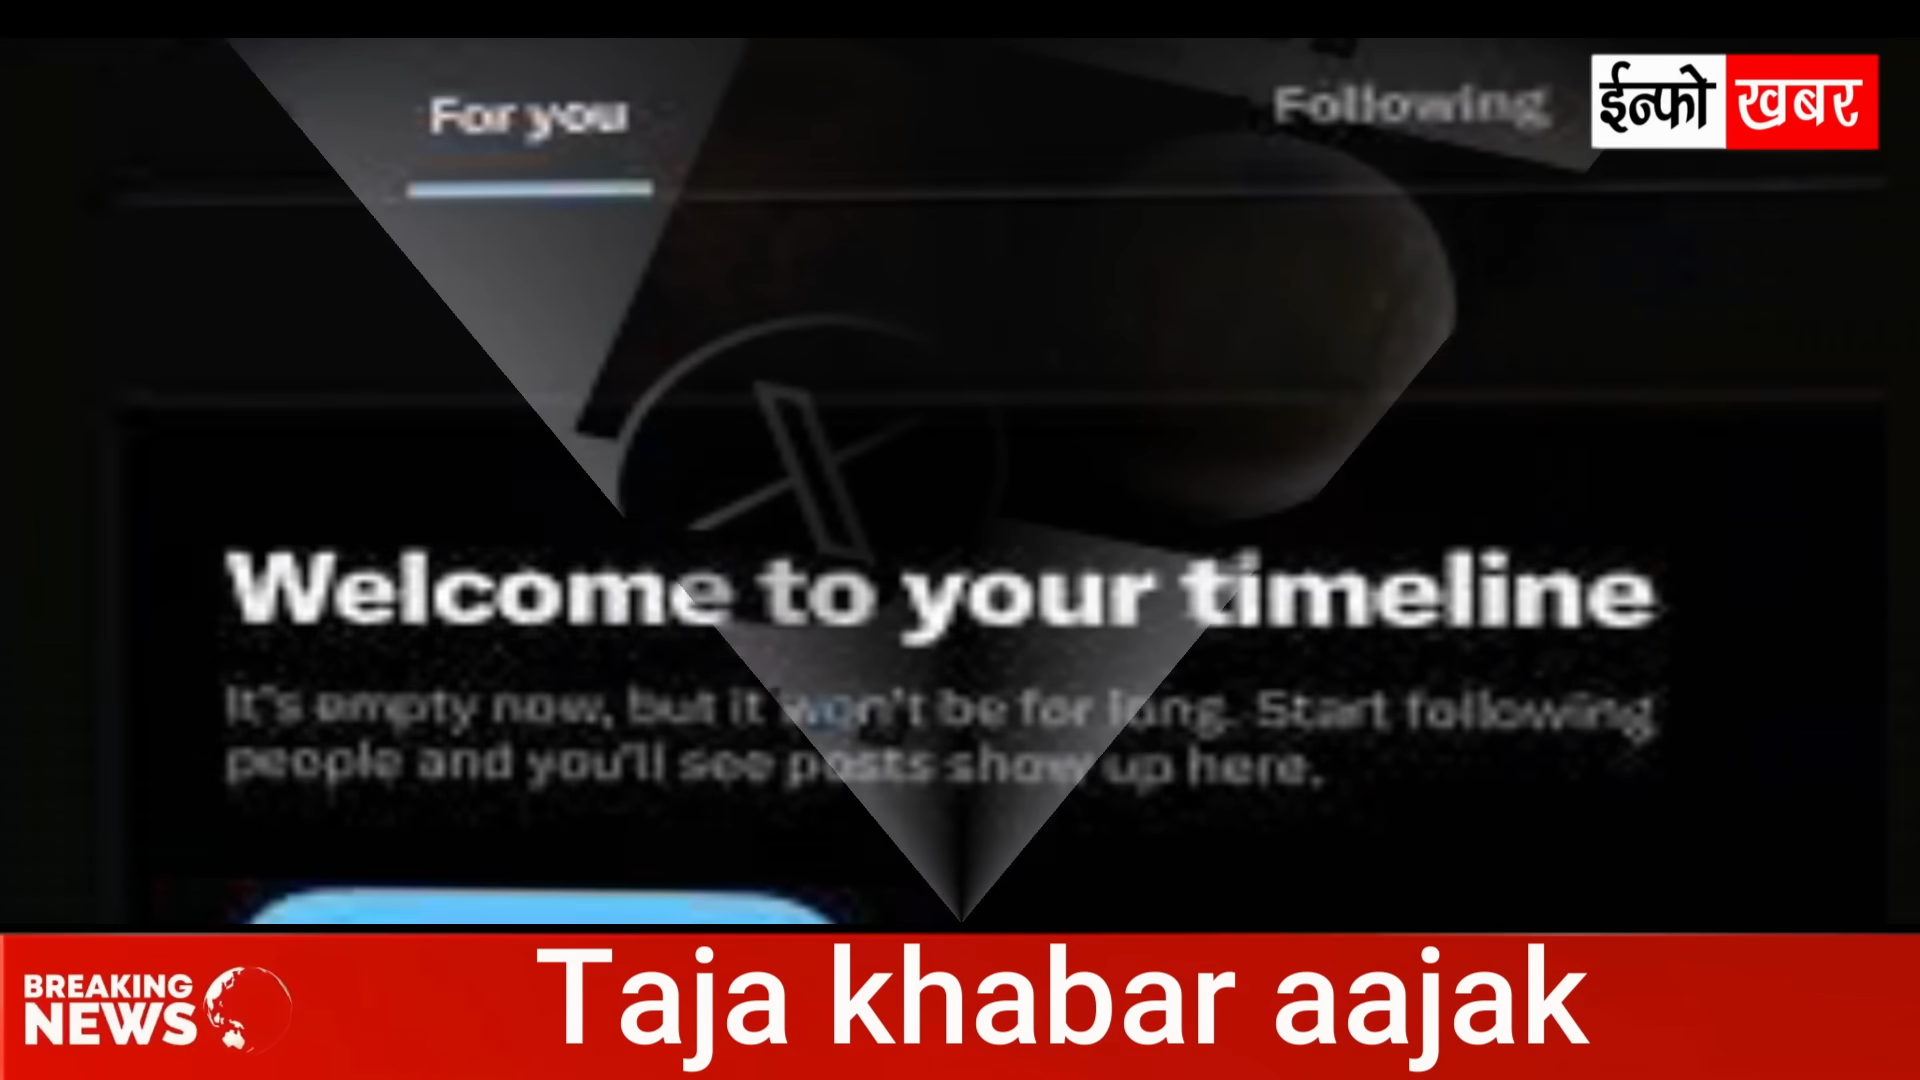 For you
Following
ईन्फो खबर
Welcome to your timeline
It's empty now, but it won't be for long. Start following
people and you'll see posts show up here.
BREAKING
NEWS
Taja khabar aajak